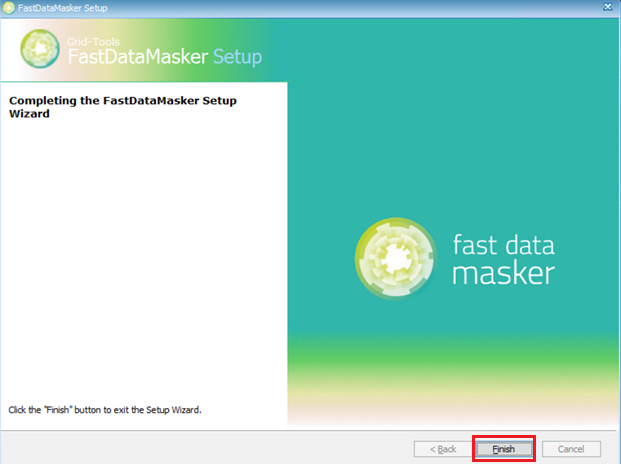 FastDataMasker Setup
Grid-Tools
FastDataMasker Setup
Completing the FastDataMasker Setup
Wizard
fast data
masker
Click the "Finish" button to exit the Setup Wizard.
< Back
Finish
Cancel